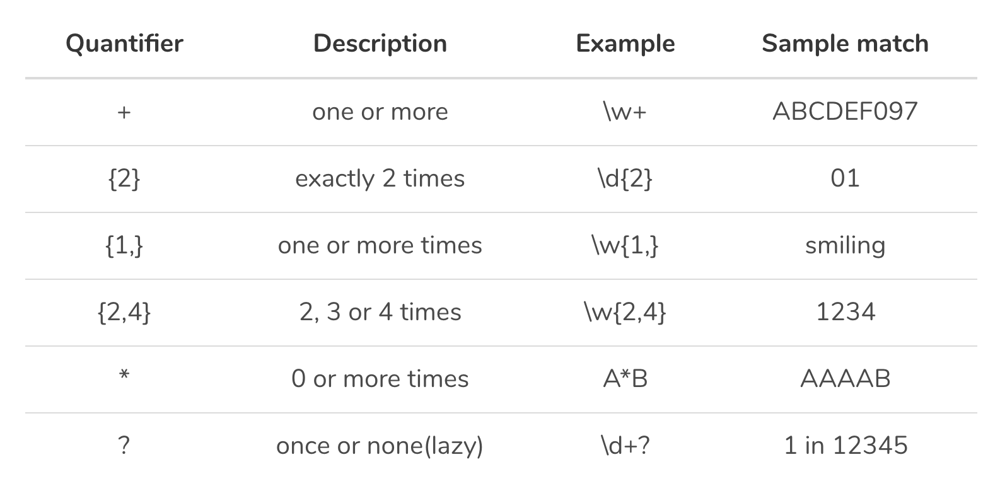 Quantifier Description Example Sample match
+ one or more \w+ ABCDEF097
{2} exactly 2 times \d{2} 01
{1,} one or more times \w{1,} smiling
{2,4} 2, 3 or 4 times \w{2,4} 1234
* 0 or more times A*B AAAAB
? once or none(lazy) \d+? 1 in 12345